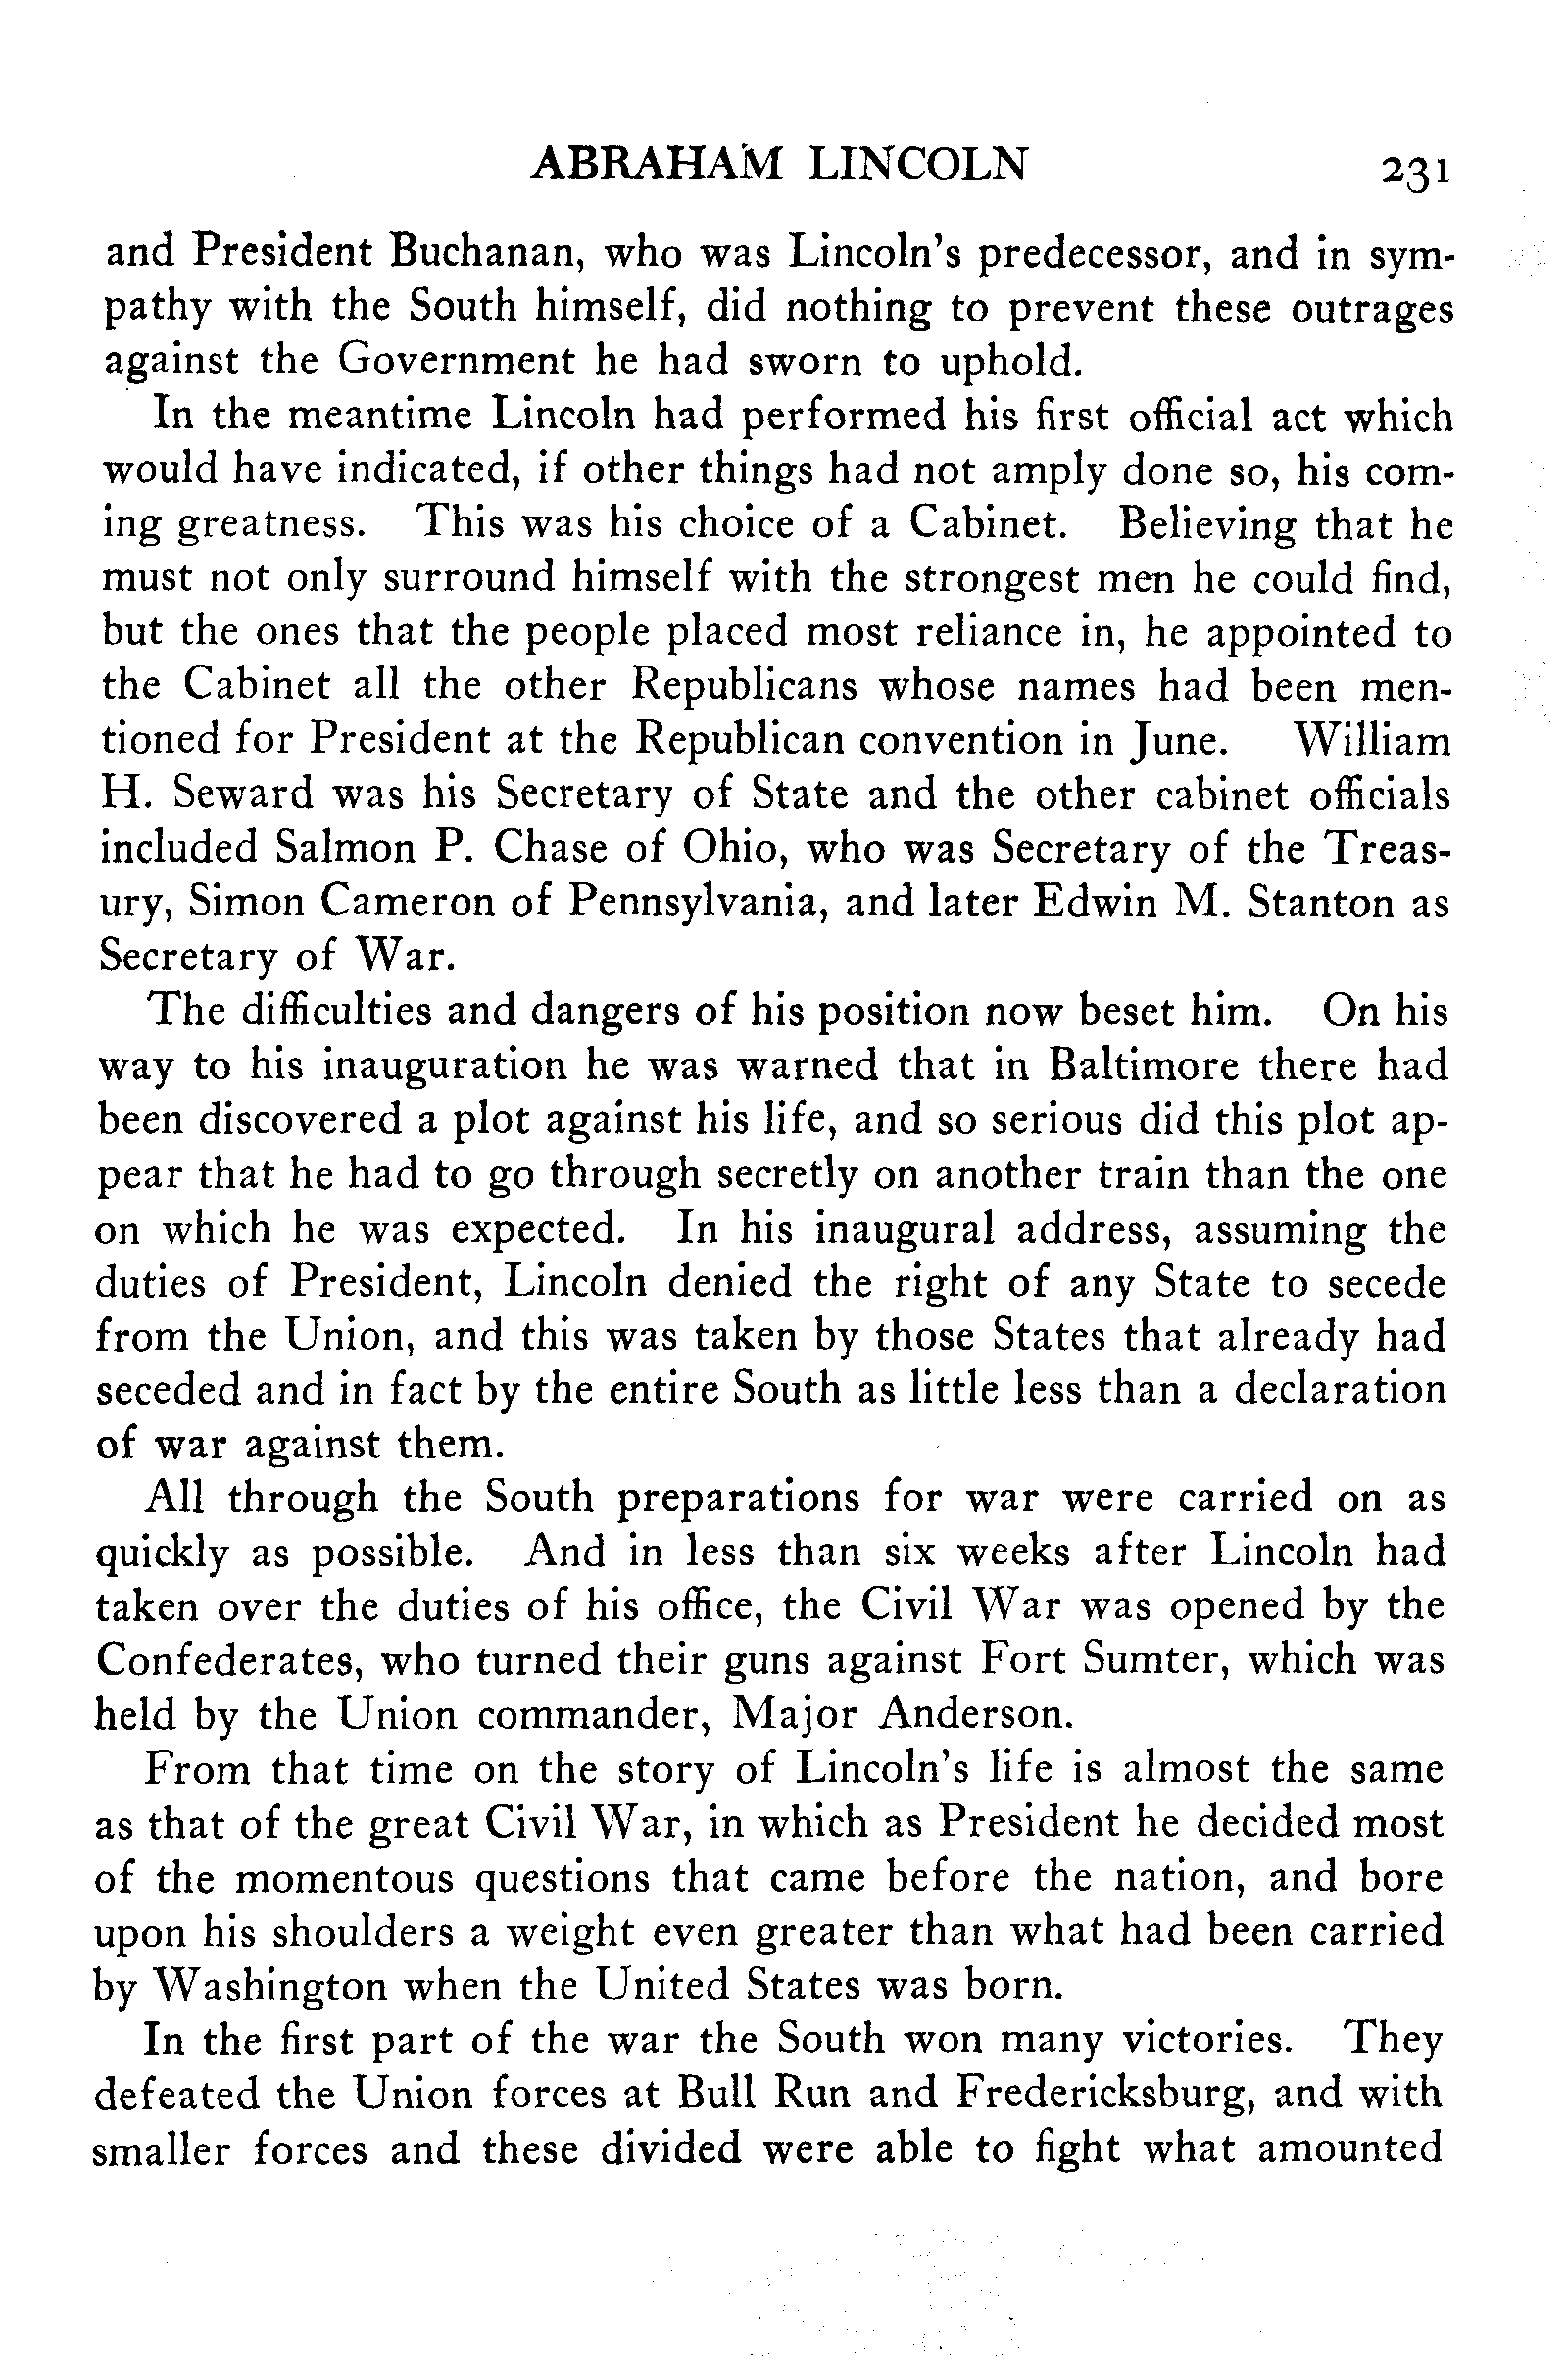 ABRAHAM LINCOLN 231
and President Buchanan, who was Lincoln's predecessor, and in sym-
pathy with the South himself, did nothing to prevent these outrages
against the Government he had sworn to uphold.
In the meantime Lincoln had performed his first official act which
would have indicated, if other things had not amply done so, his com-
ing greatness. This was his choice of a Cabinet. Believing that he
must not only surround himself with the strongest men he could find,
but the ones that the people placed most reliance in, he appointed to
the Cabinet all the other Republicans whose names had been men-
tioned for President at the Republican convention in June. William
H. Seward was his Secretary of State and the other cabinet officials
included Salmon P. Chase of Ohio, who was Secretary of the Treas-
ury, Simon Cameron of Pennsylvania, and later Edwin M. Stanton as
Secretary of War.
The difficulties and dangers of his position now beset him. On his
way to his inauguration he was warned that in Baltimore there had
been discovered a plot against his life, and so serious did this plot ap-
pear that he had to go through secretly on another train than the one
on which he was expected. In his inaugural address, assuming the
duties of President, Lincoln denied the right of any State to secede
from the Union, and this was taken by those States that already had
seceded and in fact by the entire South as little less than a declaration
of war against them.
All through the South preparations for war were carried on as
quickly as possible. And in less than six weeks after Lincoln had
taken over the duties of his office, the Civil War was opened by the
Confederates, who turned their guns against Fort Sumter, which was
held by the Union commander, Major Anderson.
From that time on the story of Lincoln's life is almost the same
as that of the great Civil War, in which as President he decided most
of the momentous questions that came before the nation, and bore
upon his shoulders a weight even greater than what had been carried
by Washington when the United States was born.
In the first part of the war the South won many victories. They
defeated the Union forces at Bull Run and Fredericksburg, and with
smaller forces and these divided were able to fight what amounted